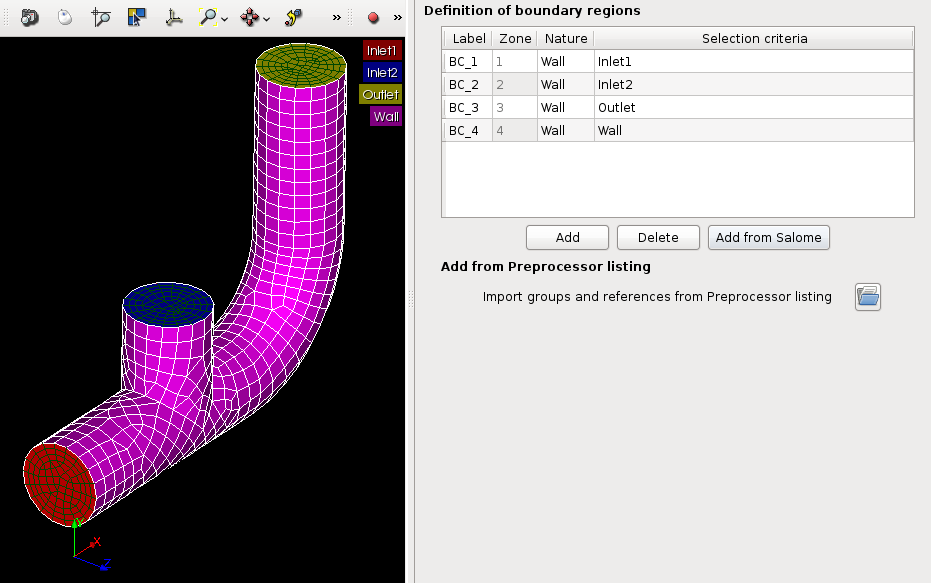 »
»
Inlet1
Inlet2
Outlet
Wall
Y
X
Z
Definition of boundary regions
Label Zone Nature Selection criteria
BC_1 1 Wall Inlet1
BC_2 2 Wall Inlet2
BC_3 3 Wall Outlet
BC_4 4 Wall Wall
Add Delete Add from Salome
Add from Preprocessor listing
Import groups and references from Preprocessor listing